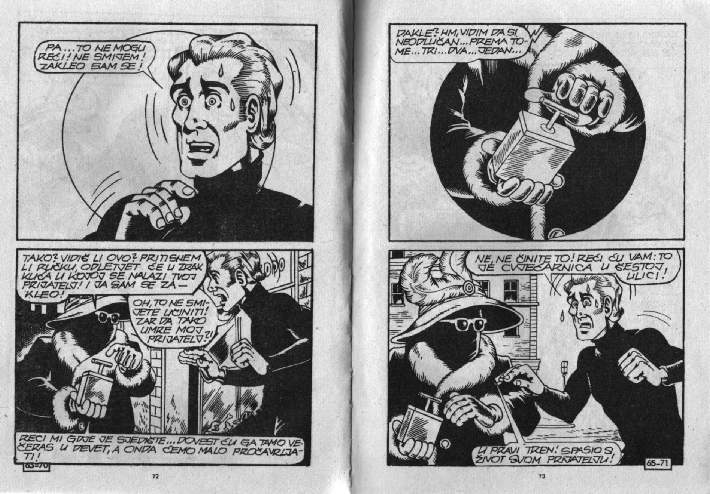 PA...TO NE MOGU
REĆI! NE SMIJEM!
ZAKLEO SAM SE!
TAKO? VIDIŠ LI OVO? PRITISNEM
LI RUČKU, ODLETJET ĆE U ZRAK
KUĆA U KOJOJ SE NALAZI TVOJ
PRIJATELJ! I JA SAM SE ZA-
KLEO!
OH, TO NE SMI-
JETE UČINITI!
ZAR DA TAKO
UMRE MOJ
PRIJATELJ?!
RECI MI GDJE JE SJEDIŠTE...DOVEST ĆU GA TAMO VE-
ČERAS U DEVET, A ONDA ĆEMO MALO PROČAVRLJA-
TI!
65-70
72
DAKLE? HM, VIDIM DA SI
NEODLUČAN...PREMA TO-
ME...TRI...DVA...JEDAN...
NE, NE ČINITE TO! REĆI ĆU VAM: TO
JE CVJEĆARNICA U ŠESTOJ
ULICI!
U PRAVI TREN! SPASIO SI
ŽIVOT SVOM PRIJATELJU!
65-71
73